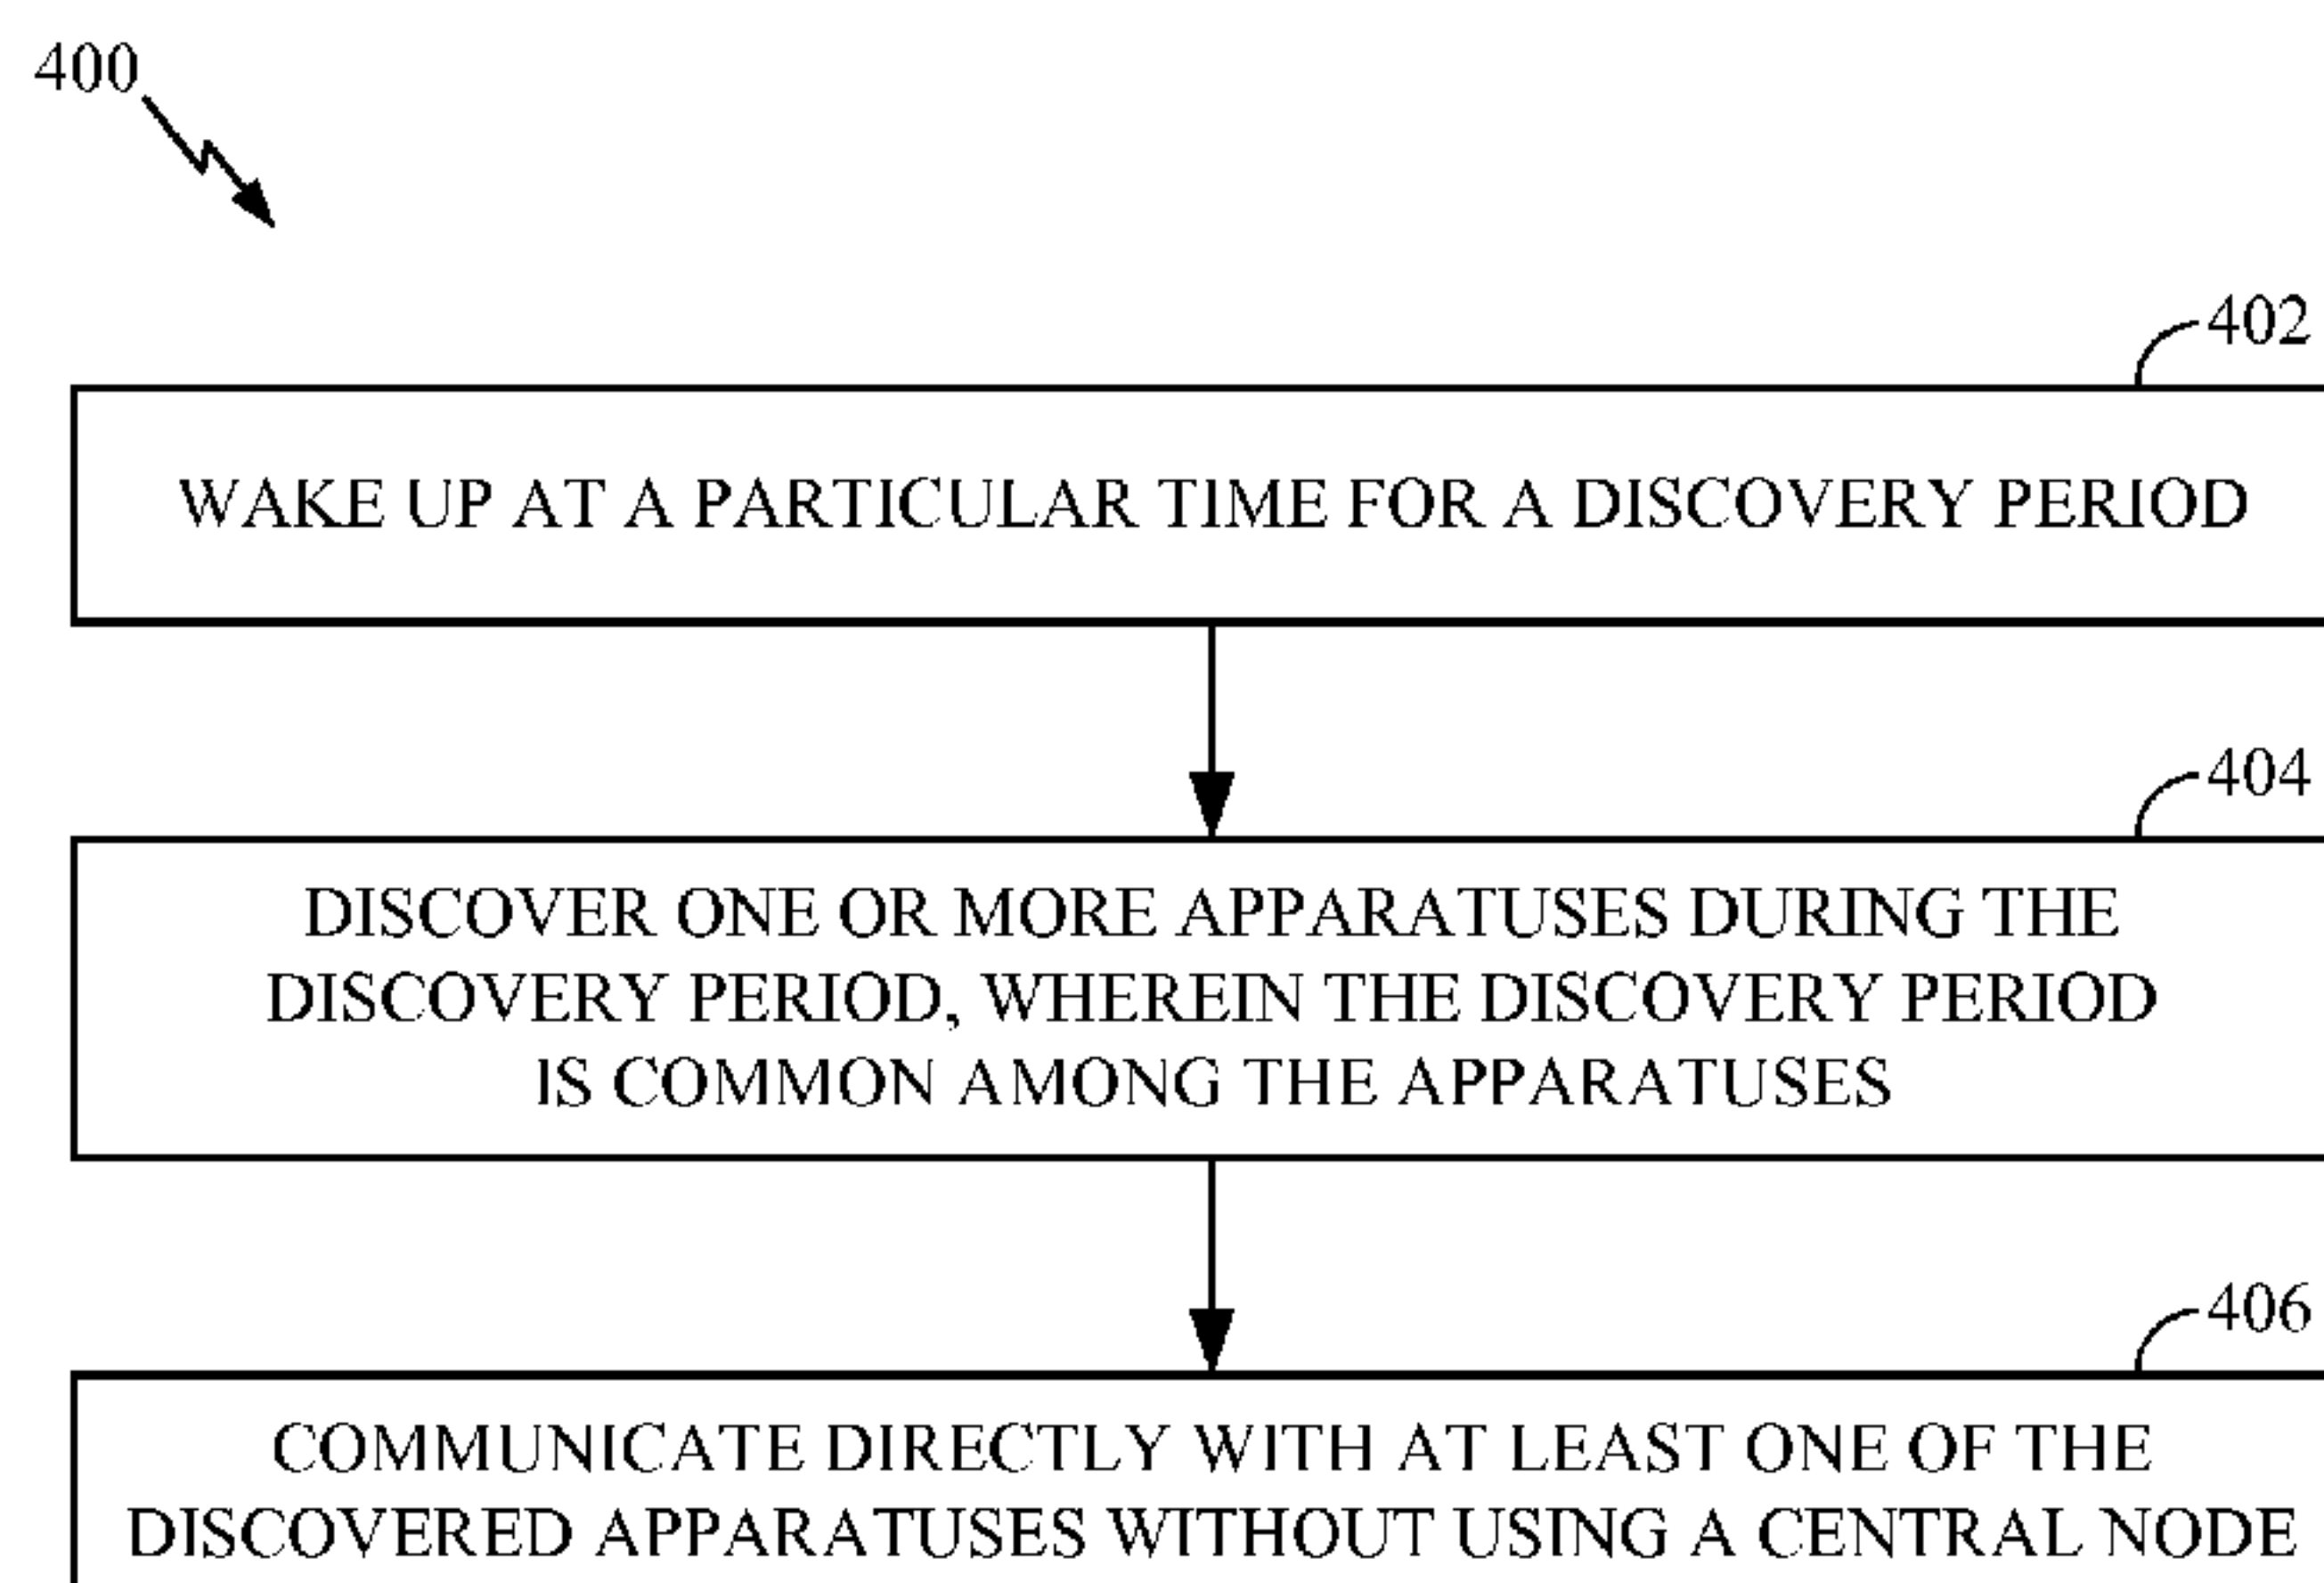 400
402
WAKE UP AT A PARTICULAR TIME FOR A DISCOVERY PERIOD
404
DISCOVER ONE OR MORE APPARATUSES DURING THE
DISCOVERY PERIOD, WHEREIN THE DISCOVERY PERIOD
IS COMMON AMONG THE APPARATUSES
406
COMMUNICATE DIRECTLY WITH AT LEAST ONE OF THE
DISCOVERED APPARATUSES WITHOUT USING A CENTRAL NODE